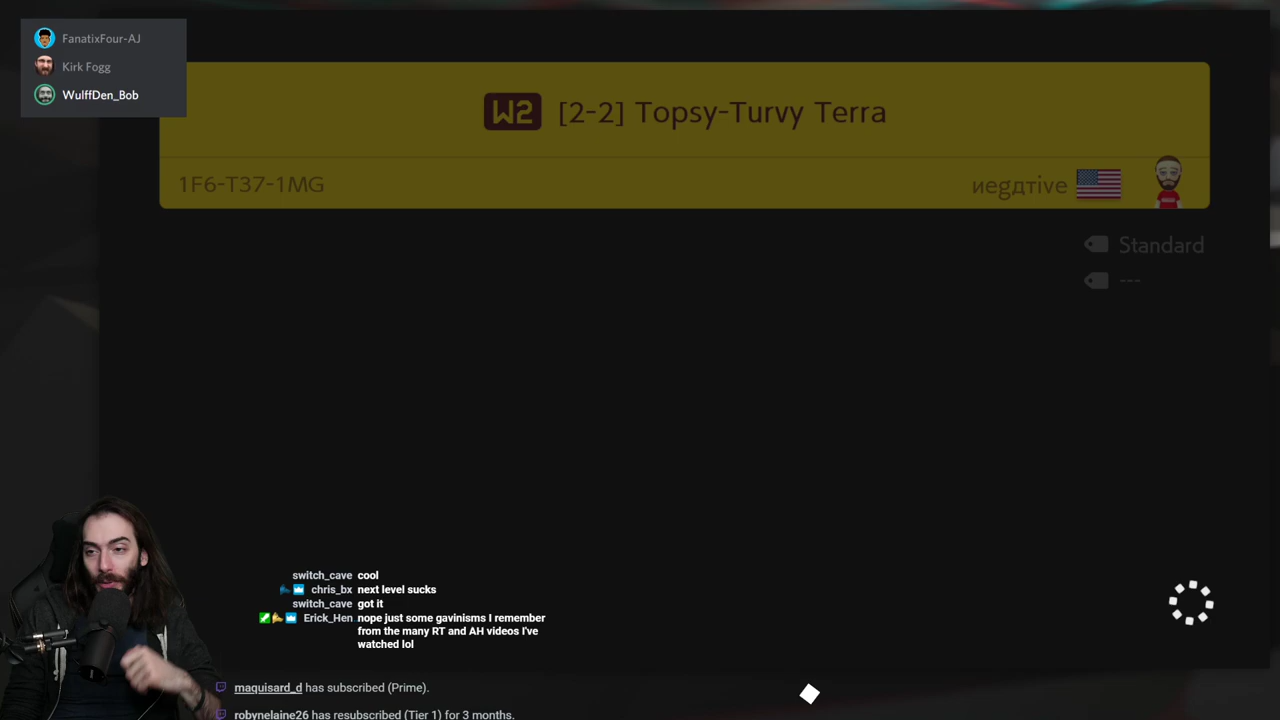 FanatixFour-AJ
Kirk Fogg
WulffDen_Bob
W2 [2-2] Topsy-Turvy Terra
1F6-T37-1MG
иegдтive
Standard
---
switch_cave cool
chris_bx next level sucks
switch_cave got it
Erick_Hen nope just some gavinisms I remember
from the many RT and AH videos I've
watched lol
maquisard_d has subscribed (Prime).
robynelaine26 has resubscribed (Tier 1) for 3 months.